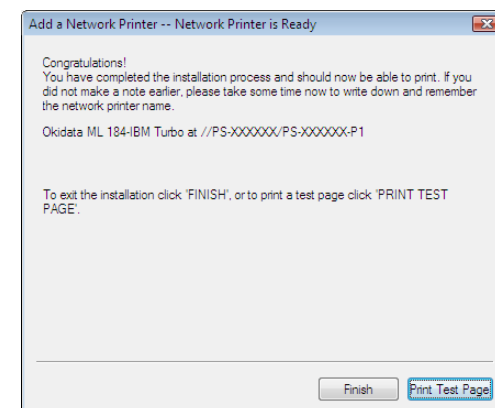 Add a Network Printer -- Network Printer is Ready
Congratulations!
You have completed the installation process and should now be able to print. If you
did not make a note earlier, please take some time now to write down and remember
the network printer name.
Okidata ML 184-IBM Turbo at //PS-XXXXXX/PS-XXXXXX-P1
To exit the installation click 'FINISH', or to print a test page click 'PRINT TEST
PAGE'.
Finish
Print Test Page